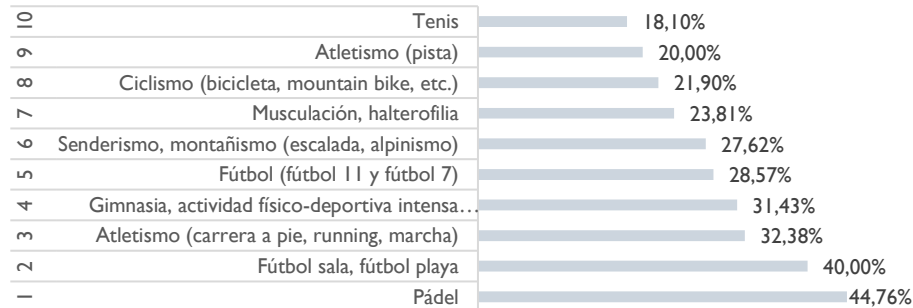 10 Tenis 18,10%
9 Atletismo (pista) 20,00%
8 Ciclismo (bicicleta, mountain bike, etc.) 21,90%
7 Musculación, halterofilia 23,81%
6 Senderismo, montañismo (escalada, alpinismo) 27,62%
5 Fútbol (fútbol 11 y fútbol 7) 28,57%
4 Gimnasia, actividad físico-deportiva intensa… 31,43%
3 Atletismo (carrera a pie, running, marcha) 32,38%
2 Fútbol sala, fútbol playa 40,00%
1 Pádel 44,76%